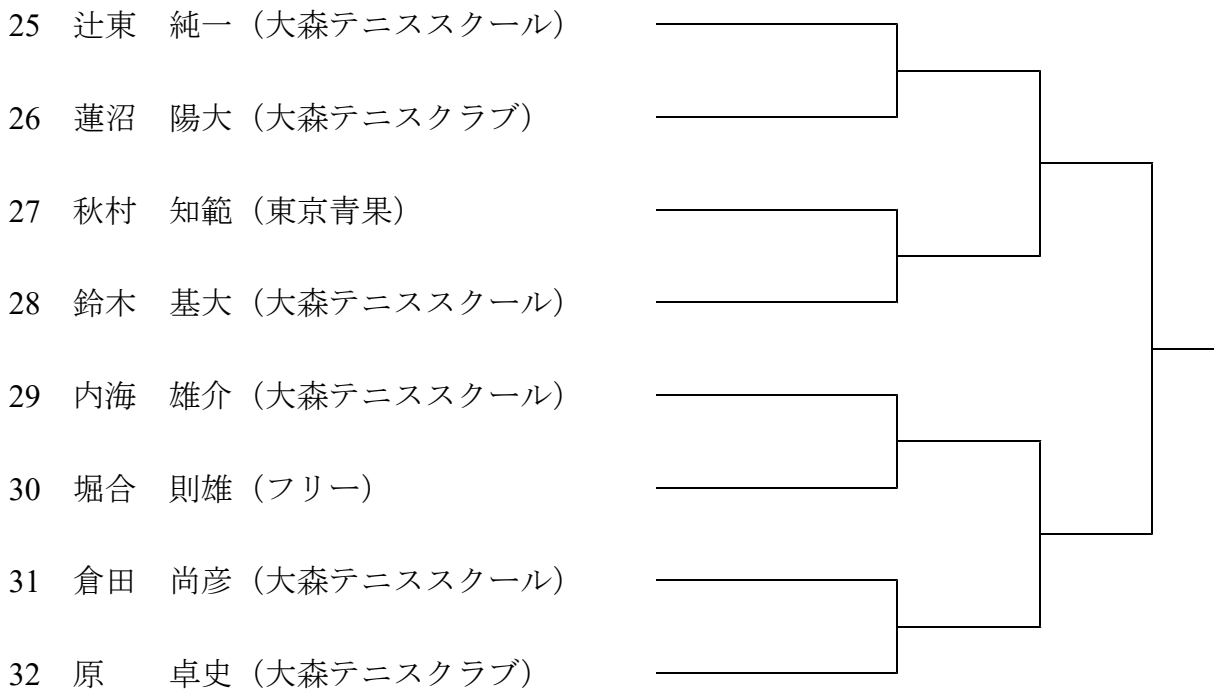 25 辻東 純一（大森テニススクール）
26 蓮沼 陽大（大森テニスクラブ）
27 秋村 知範（東京青果）
28 鈴木 基大（大森テニススクール）
29 内海 雄介（大森テニススクール）
30 堀合 則雄（フリー）
31 倉田 尚彦（大森テニススクール）
32 原 卓史（大森テニスクラブ）